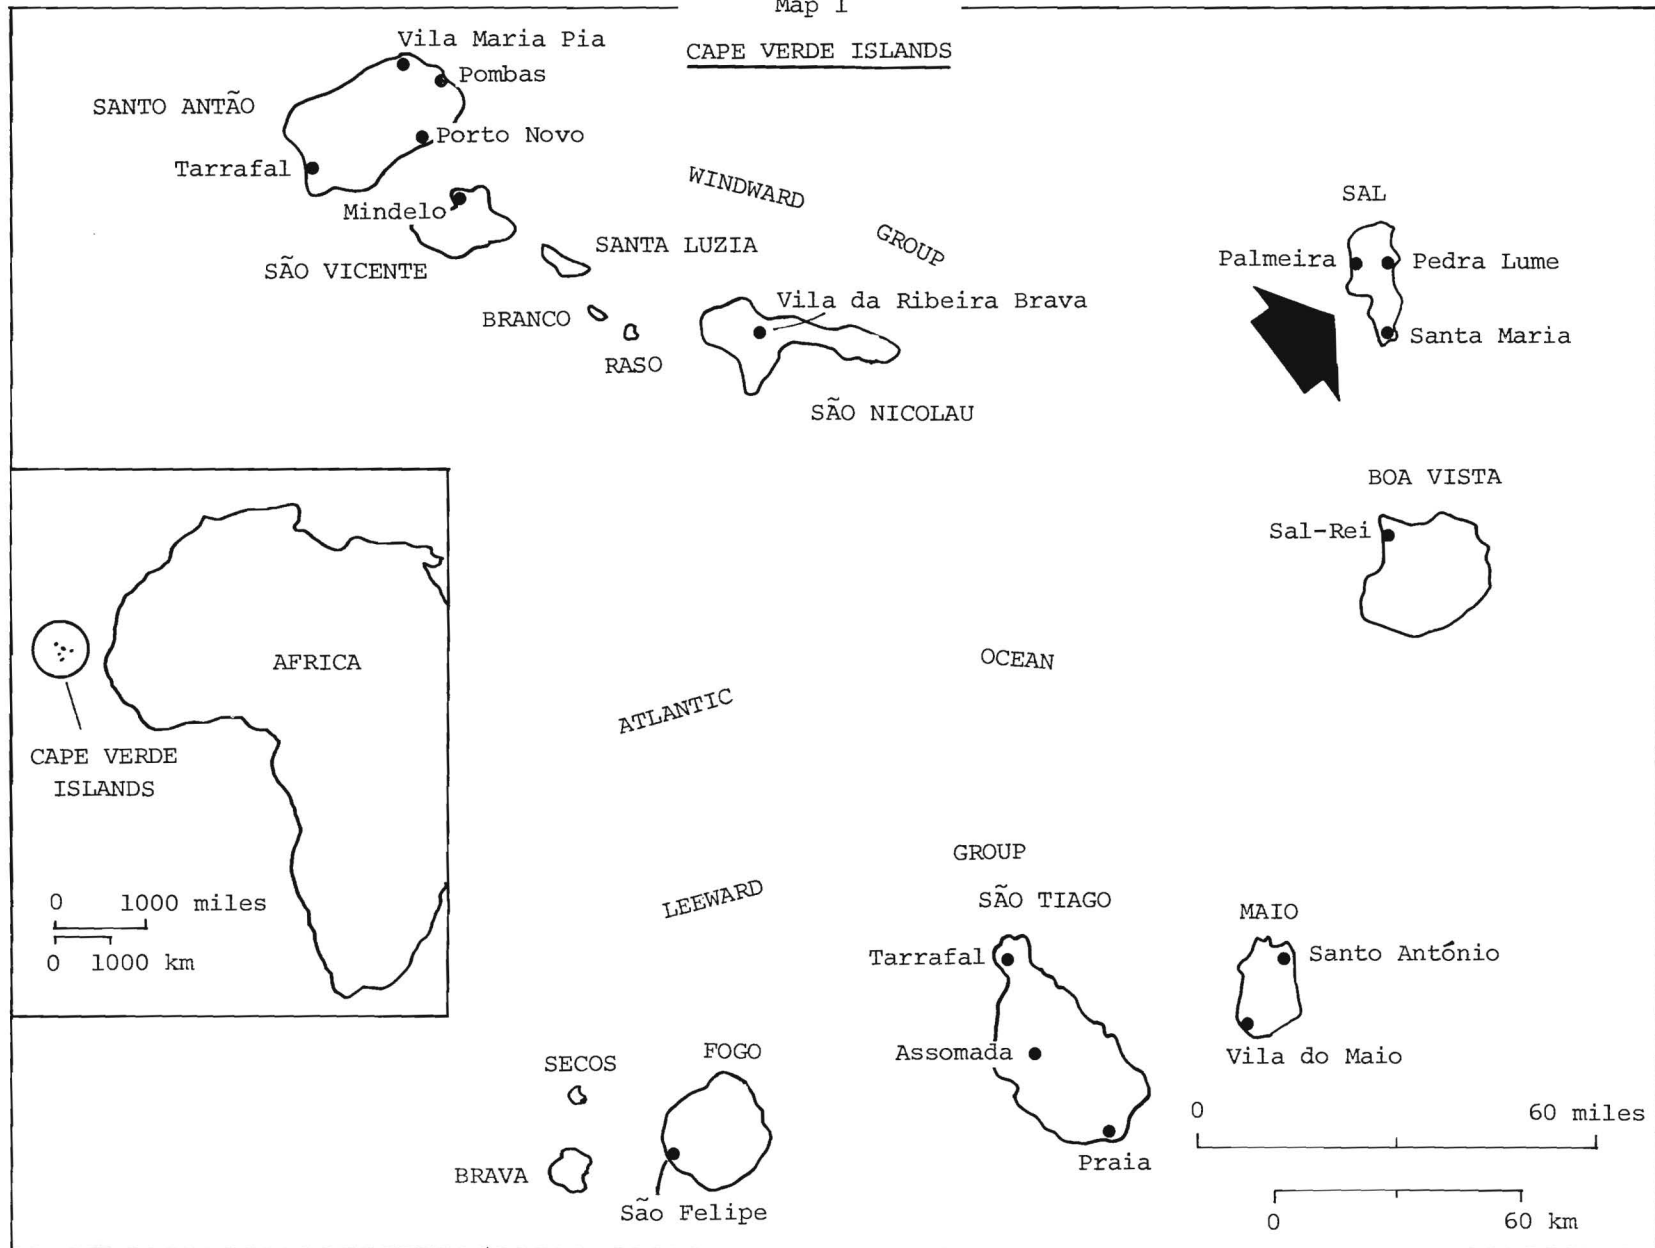 Map 1
CAPE VERDE ISLANDS
Vila Maria Pia
Pombas
SANTO ANTÃO
Porto Novo
Tarrafal
Mindelo
SÃO VICENTE
WINDWARD
GROUP
SANTA LUZIA
BRANCO
RASO
Vila da Ribeira Brava
SÃO NICOLAU
SAL
Palmeira
Pedra Lume
Santa Maria
BOA VISTA
Sal-Rei
AFRICA
CAPE VERDE
ISLANDS
0 1000 miles
0 1000 km
ATLANTIC
OCEAN
LEEWARD
GROUP
SÃO TIAGO
Tarrafal
Assomada
Praia
MAIO
Santo António
Vila do Maio
SECOS
FOGO
BRAVA
São Felipe
0 60 miles
0 60 km